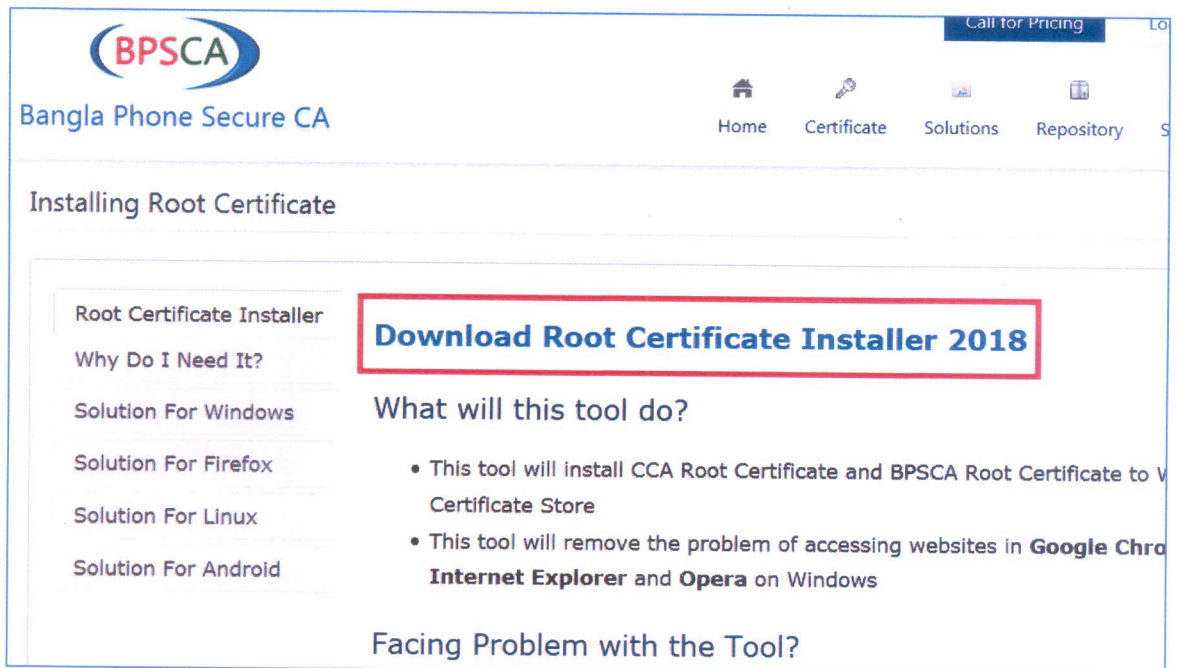 Call for Pricing
BPSCA
Bangla Phone Secure CA
Home Certificate Solutions Repository
Installing Root Certificate
Root Certificate Installer
Why Do I Need It?
Solution For Windows
Solution For Firefox
Solution For Linux
Solution For Android
Download Root Certificate Installer 2018
What will this tool do?
• This tool will install CCA Root Certificate and BPSCA Root Certificate to
Certificate Store
• This tool will remove the problem of accessing websites in Google Chro
Internet Explorer and Opera on Windows
Facing Problem with the Tool?